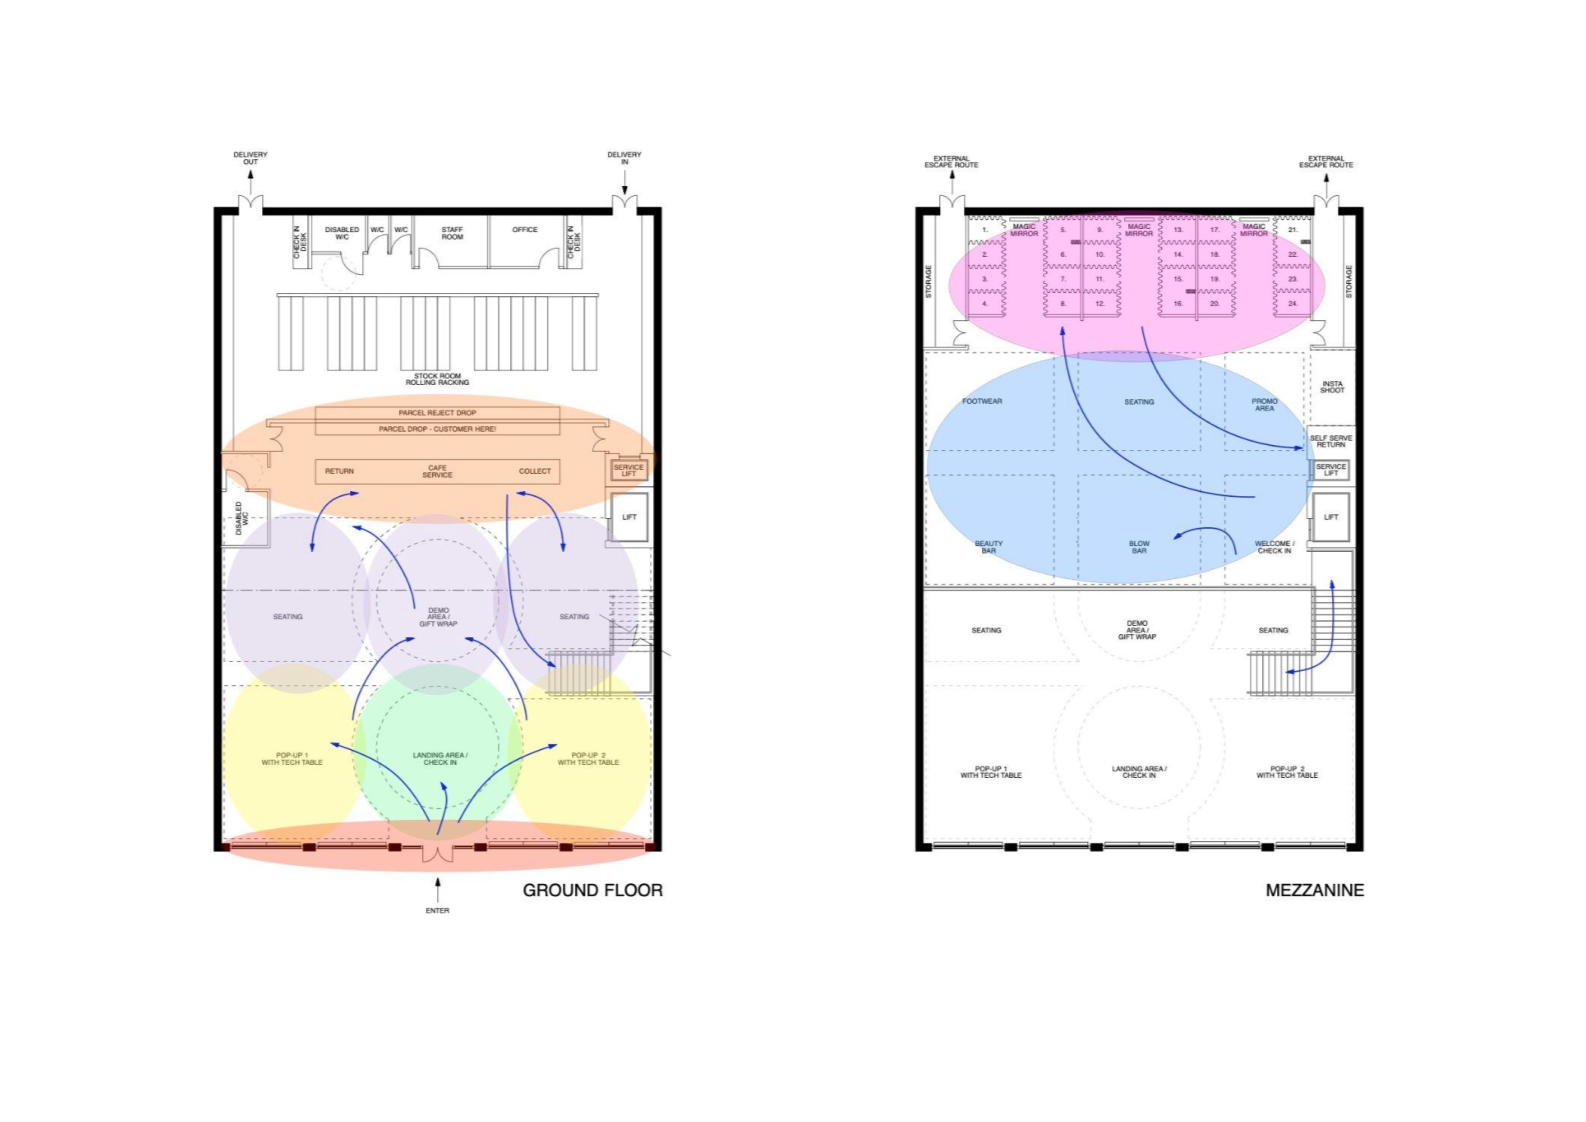 DELIVERY
OUT
DELIVERY
IN
CHECK IN
DESK
DISABLED
W/C
W/C
W/C
STAFF
ROOM
OFFICE
CHECK IN
DESK
STOCK ROOM
ROLLING RACKING
PARCEL REJECT DROP
PARCEL DROP - CUSTOMER HERE!
RETURN
CAFE
SERVICE
COLLECT
SERVICE
LIFT
DISABLED
W/C
LIFT
SEATING
DEMO
AREA /
GIFT WRAP
SEATING
POP-UP 1
WITH TECH TABLE
LANDING AREA /
CHECK IN
POP-UP 2
WITH TECH TABLE
GROUND FLOOR
ENTER
EXTERNAL
ESCAPE ROUTE
EXTERNAL
ESCAPE ROUTE
STORAGE
1.
2.
3.
4.
MAGIC
MIRROR
5.
6.
7.
8.
9.
10.
11.
12.
MAGIC
MIRROR
13.
14.
15.
16.
17.
18.
19.
20.
MAGIC
MIRROR
21.
22.
23.
24.
STORAGE
FOOTWEAR
SEATING
PROMO
AREA
INSTA
SHOOT
SELF SERVE
RETURN
SERVICE
LIFT
LIFT
BEAUTY
BAR
BLOW
BAR
WELCOME /
CHECK IN
SEATING
DEMO
AREA /
GIFT WRAP
SEATING
POP-UP 1
WITH TECH TABLE
LANDING AREA /
CHECK IN
POP-UP 2
WITH TECH TABLE
MEZZANINE